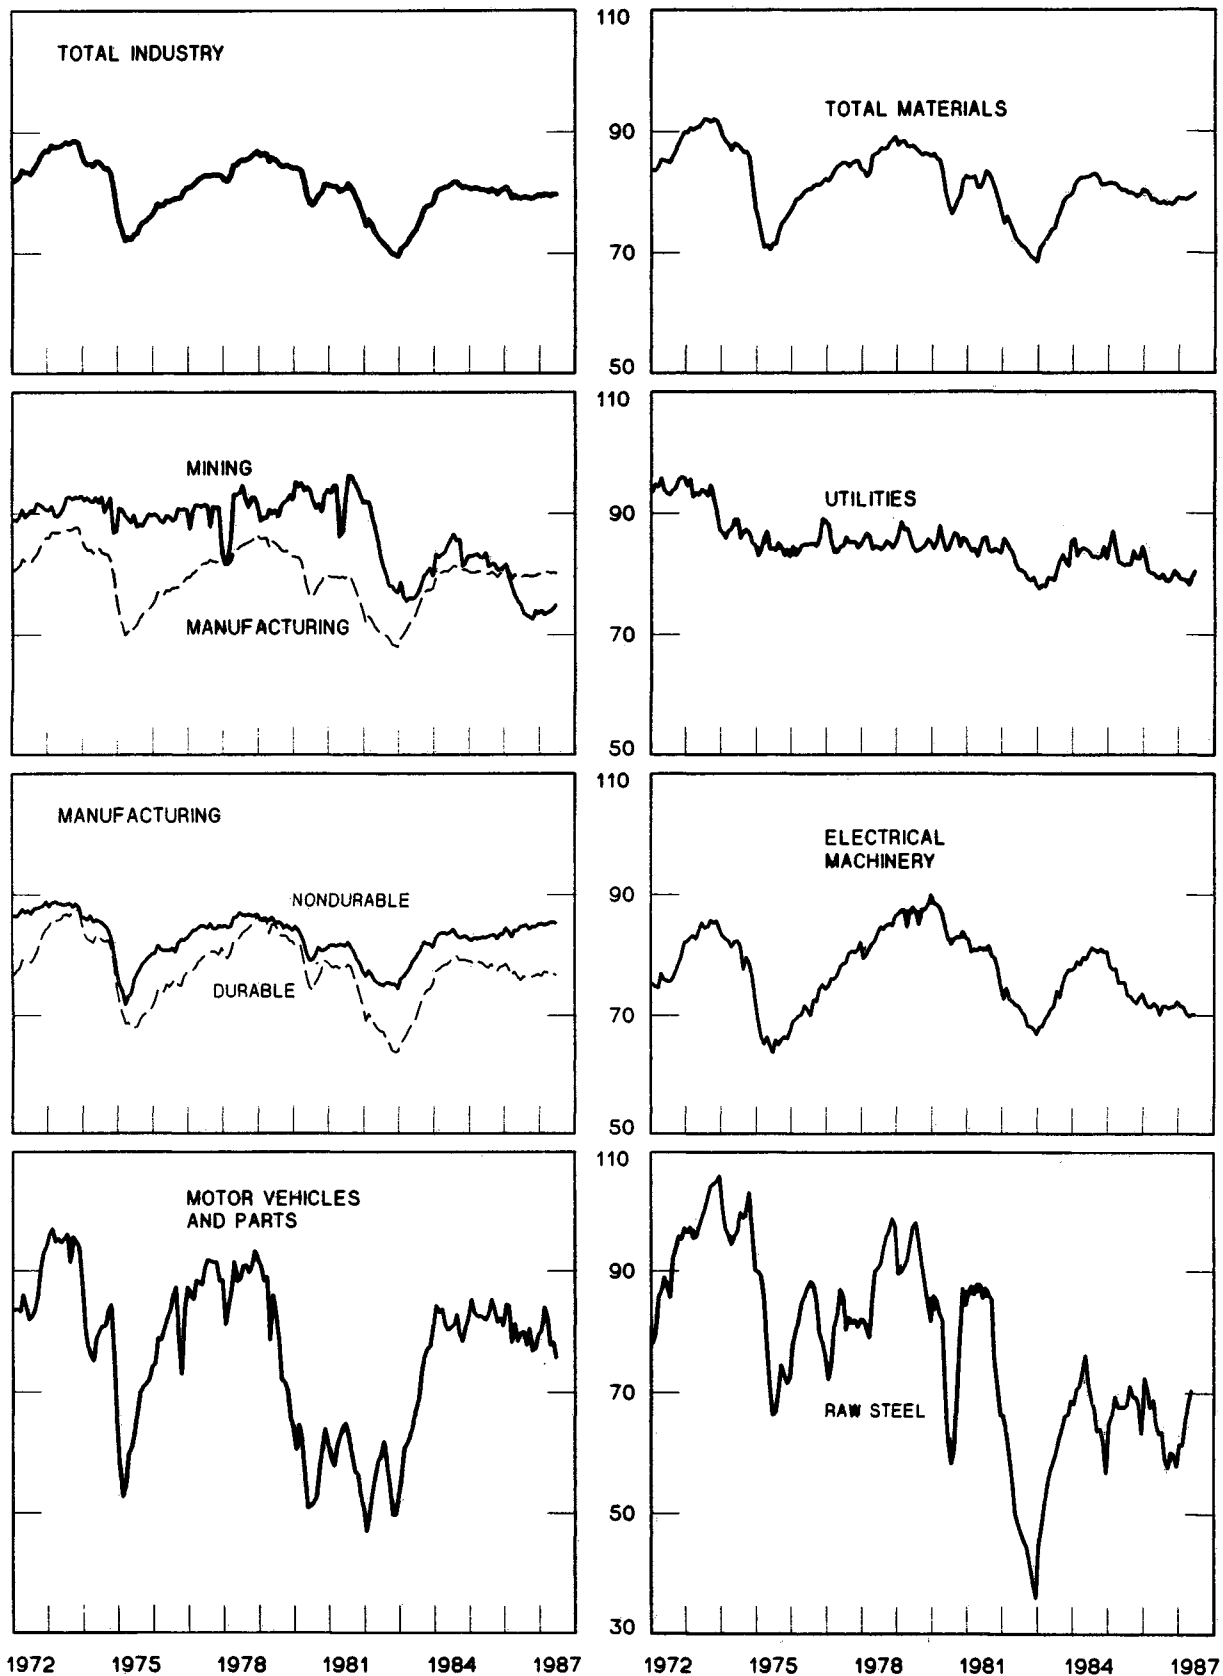 TOTAL INDUSTRY
110
TOTAL MATERIALS
90
70
50
MINING
MANUFACTURING
110
UTILITIES
90
70
50
MANUFACTURING
NONDURABLE
DURABLE
110
ELECTRICAL
MACHINERY
90
70
50
MOTOR VEHICLES
AND PARTS
110
90
70
RAW STEEL
50
30
1972 1975 1978 1981 1984 1987
1972 1975 1978 1981 1984 1987